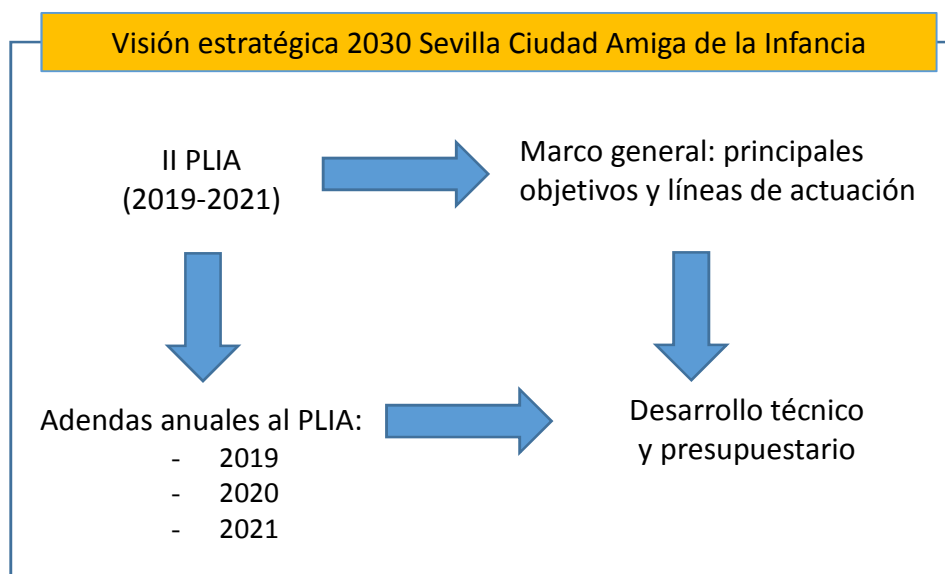 Visión estratégica 2030 Sevilla Ciudad Amiga de la Infancia
II PLIA
(2019-2021)
Marco general: principales
objetivos y líneas de actuación
Adendas anuales al PLIA:
- 2019
- 2020
- 2021
Desarrollo técnico
y presupuestario